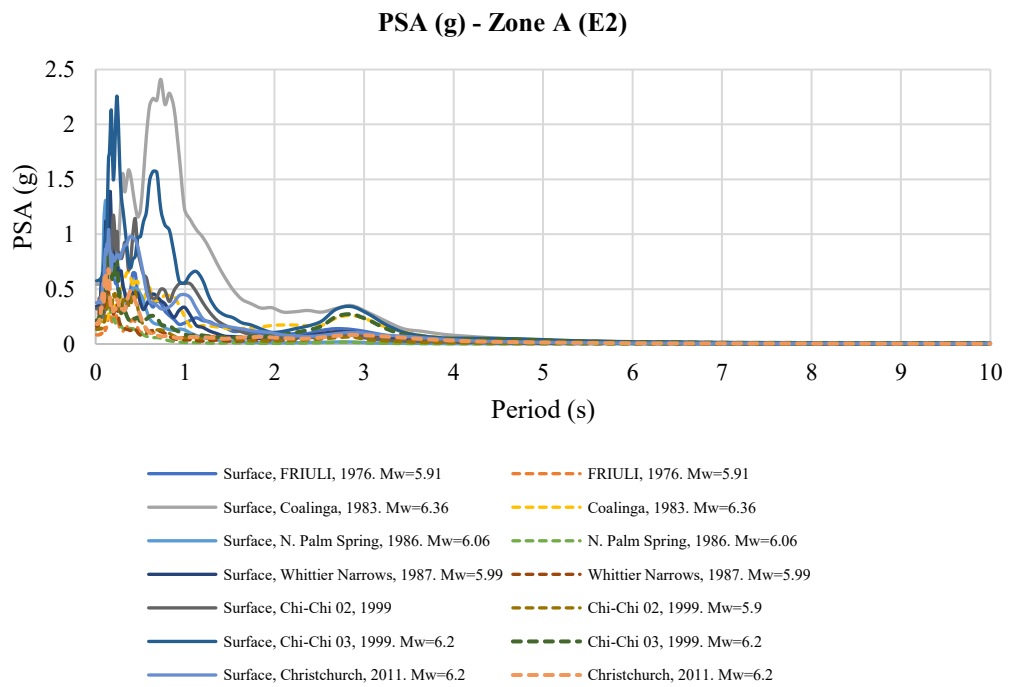 PSA (g) - Zone A (E2)
2.5
2
1.5
1
0.5
0
PSA (g)
0 1 2 3 4 5 6 7 8 9 10
Period (s)
Surface, FRIULI, 1976. Mw=5.91 FRIULI, 1976. Mw=5.91
Surface, Coalinga, 1983. Mw=6.36 Coalinga, 1983. Mw=6.36
Surface, N. Palm Spring, 1986. Mw=6.06 N. Palm Spring, 1986. Mw=6.06
Surface, Whittier Narrows, 1987. Mw=5.99 Whittier Narrows, 1987. Mw=5.99
Surface, Chi-Chi 02, 1999 Chi-Chi 02, 1999. Mw=5.9
Surface, Chi-Chi 03, 1999. Mw=6.2 Chi-Chi 03, 1999. Mw=6.2
Surface, Christchurch, 2011. Mw=6.2 Christchurch, 2011. Mw=6.2